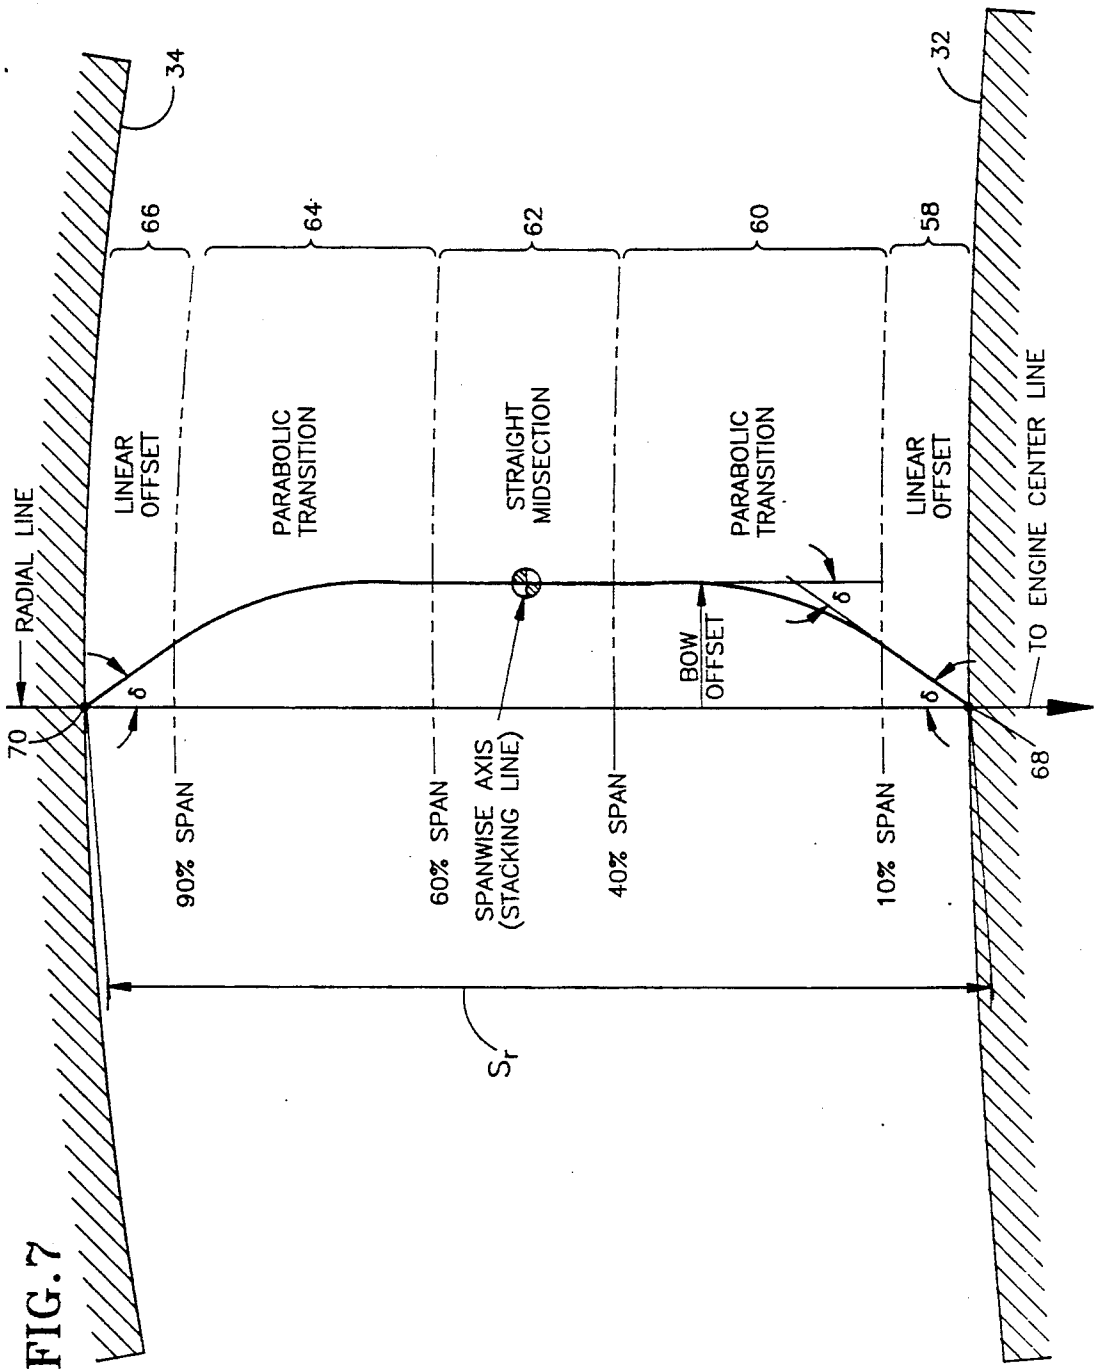 FIG. 7
RADIAL LINE
70
34
LINEAR
OFFSET
66
δ
90% SPAN
PARABOLIC
TRANSITION
64
60% SPAN
SPANWISE AXIS
(STACKING LINE)
STRAIGHT
MIDSECTION
62
40% SPAN
Sr
BOW
OFFSET
PARABOLIC
TRANSITION
60
δ
10% SPAN
δ
LINEAR
OFFSET
58
32
68
TO ENGINE CENTER LINE